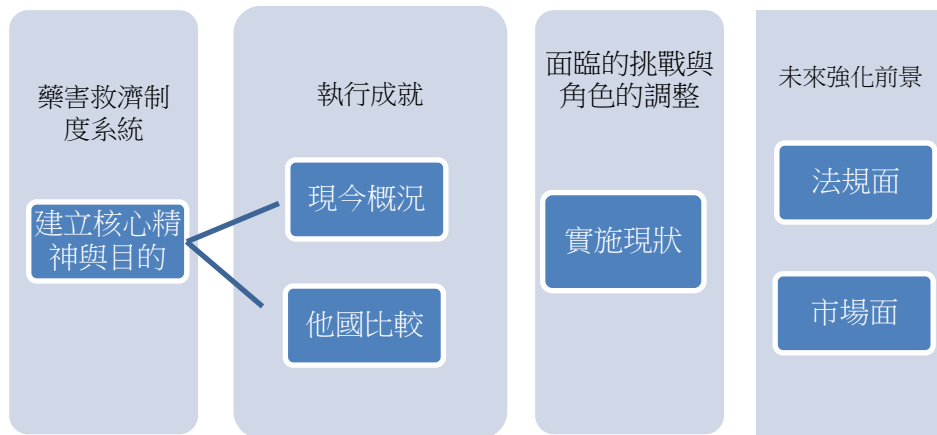 藥害救濟制
度系統
建立核心精
神與目的
執行成就
現今概況
他國比較
面臨的挑戰與
角色的調整
實施現狀
未來強化前景
法規面
市場面